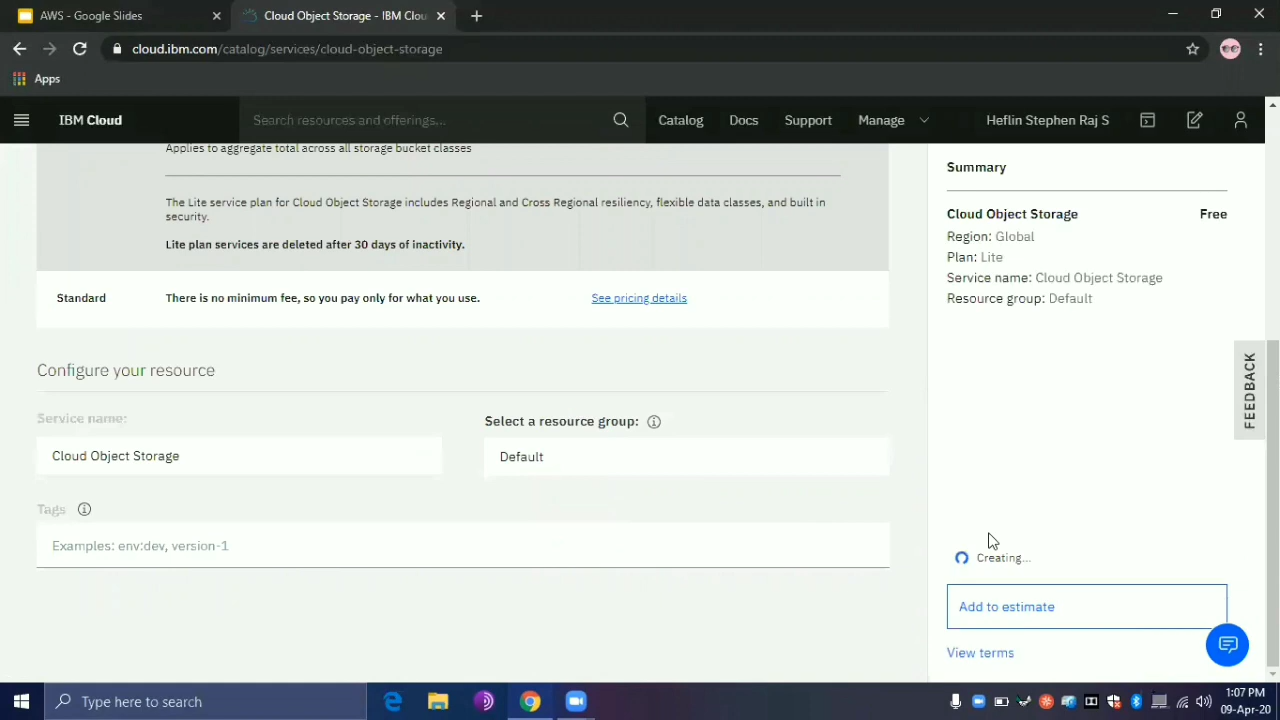 AWS - Google Slides
Cloud Object Storage - IBM Clou
cloud.ibm.com/catalog/services/cloud-object-storage
Apps
IBM Cloud
Search resources and offerings...
Catalog
Docs
Support
Manage
Heflin Stephen Raj S
Applies to aggregate total across all storage bucket classes
The Lite service plan for Cloud Object Storage includes Regional and Cross Regional resiliency, flexible data classes, and built in
security.
Lite plan services are deleted after 30 days of inactivity.
Standard
There is no minimum fee, so you pay only for what you use.
See pricing details
Configure your resource
Service name:
Cloud Object Storage
Select a resource group:
Default
Tags
Examples: env:dev, version-1
Summary
Cloud Object Storage Free
Region: Global
Plan: Lite
Service name: Cloud Object Storage
Resource group: Default
FEEDBACK
Creating...
Add to estimate
View terms
Type here to search
1:07 PM
09-Apr-20